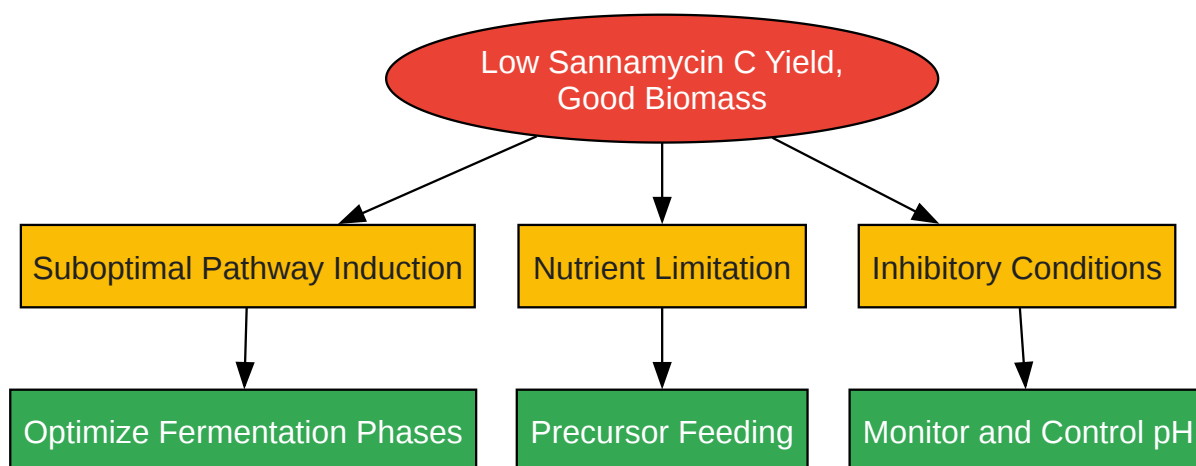 Low Sannamycin C Yield,
Good Biomass
Suboptimal Pathway Induction
Nutrient Limitation
Inhibitory Conditions
Optimize Fermentation Phases
Precursor Feeding
Monitor and Control pH